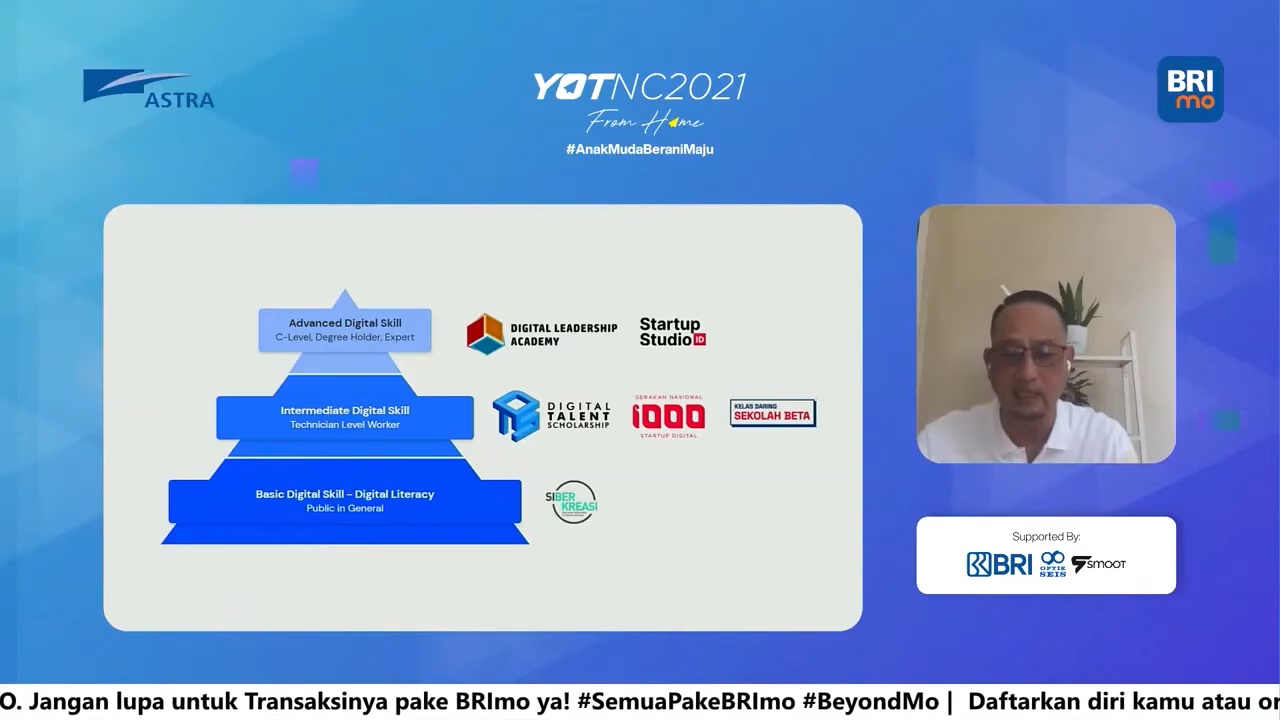 ASTRA
YOTNC2021
From Home
#AnakMudaBeraniMaju
BRI
mo
Advanced Digital Skill
C-Level, Degree Holder, Expert
DIGITAL LEADERSHIP
ACADEMY
Startup
Studio ID
Intermediate Digital Skill
Technician Level Worker
DIGITAL
TALENT
SCHOLARSHIP
GERAKAN NASIONAL
1000
STARTUP DIGITAL
KELAS DARING
SEKOLAH BETA
Basic Digital Skill – Digital Literacy
Public in General
SIBER
KREASI
Supported By:
BRI
OPTIK
SEIS
SMOOT
O. Jangan lupa untuk Transaksinya pake BRImo ya! #SemuaPakeBRImo #BeyondMo | Daftarkan diri kamu atau or